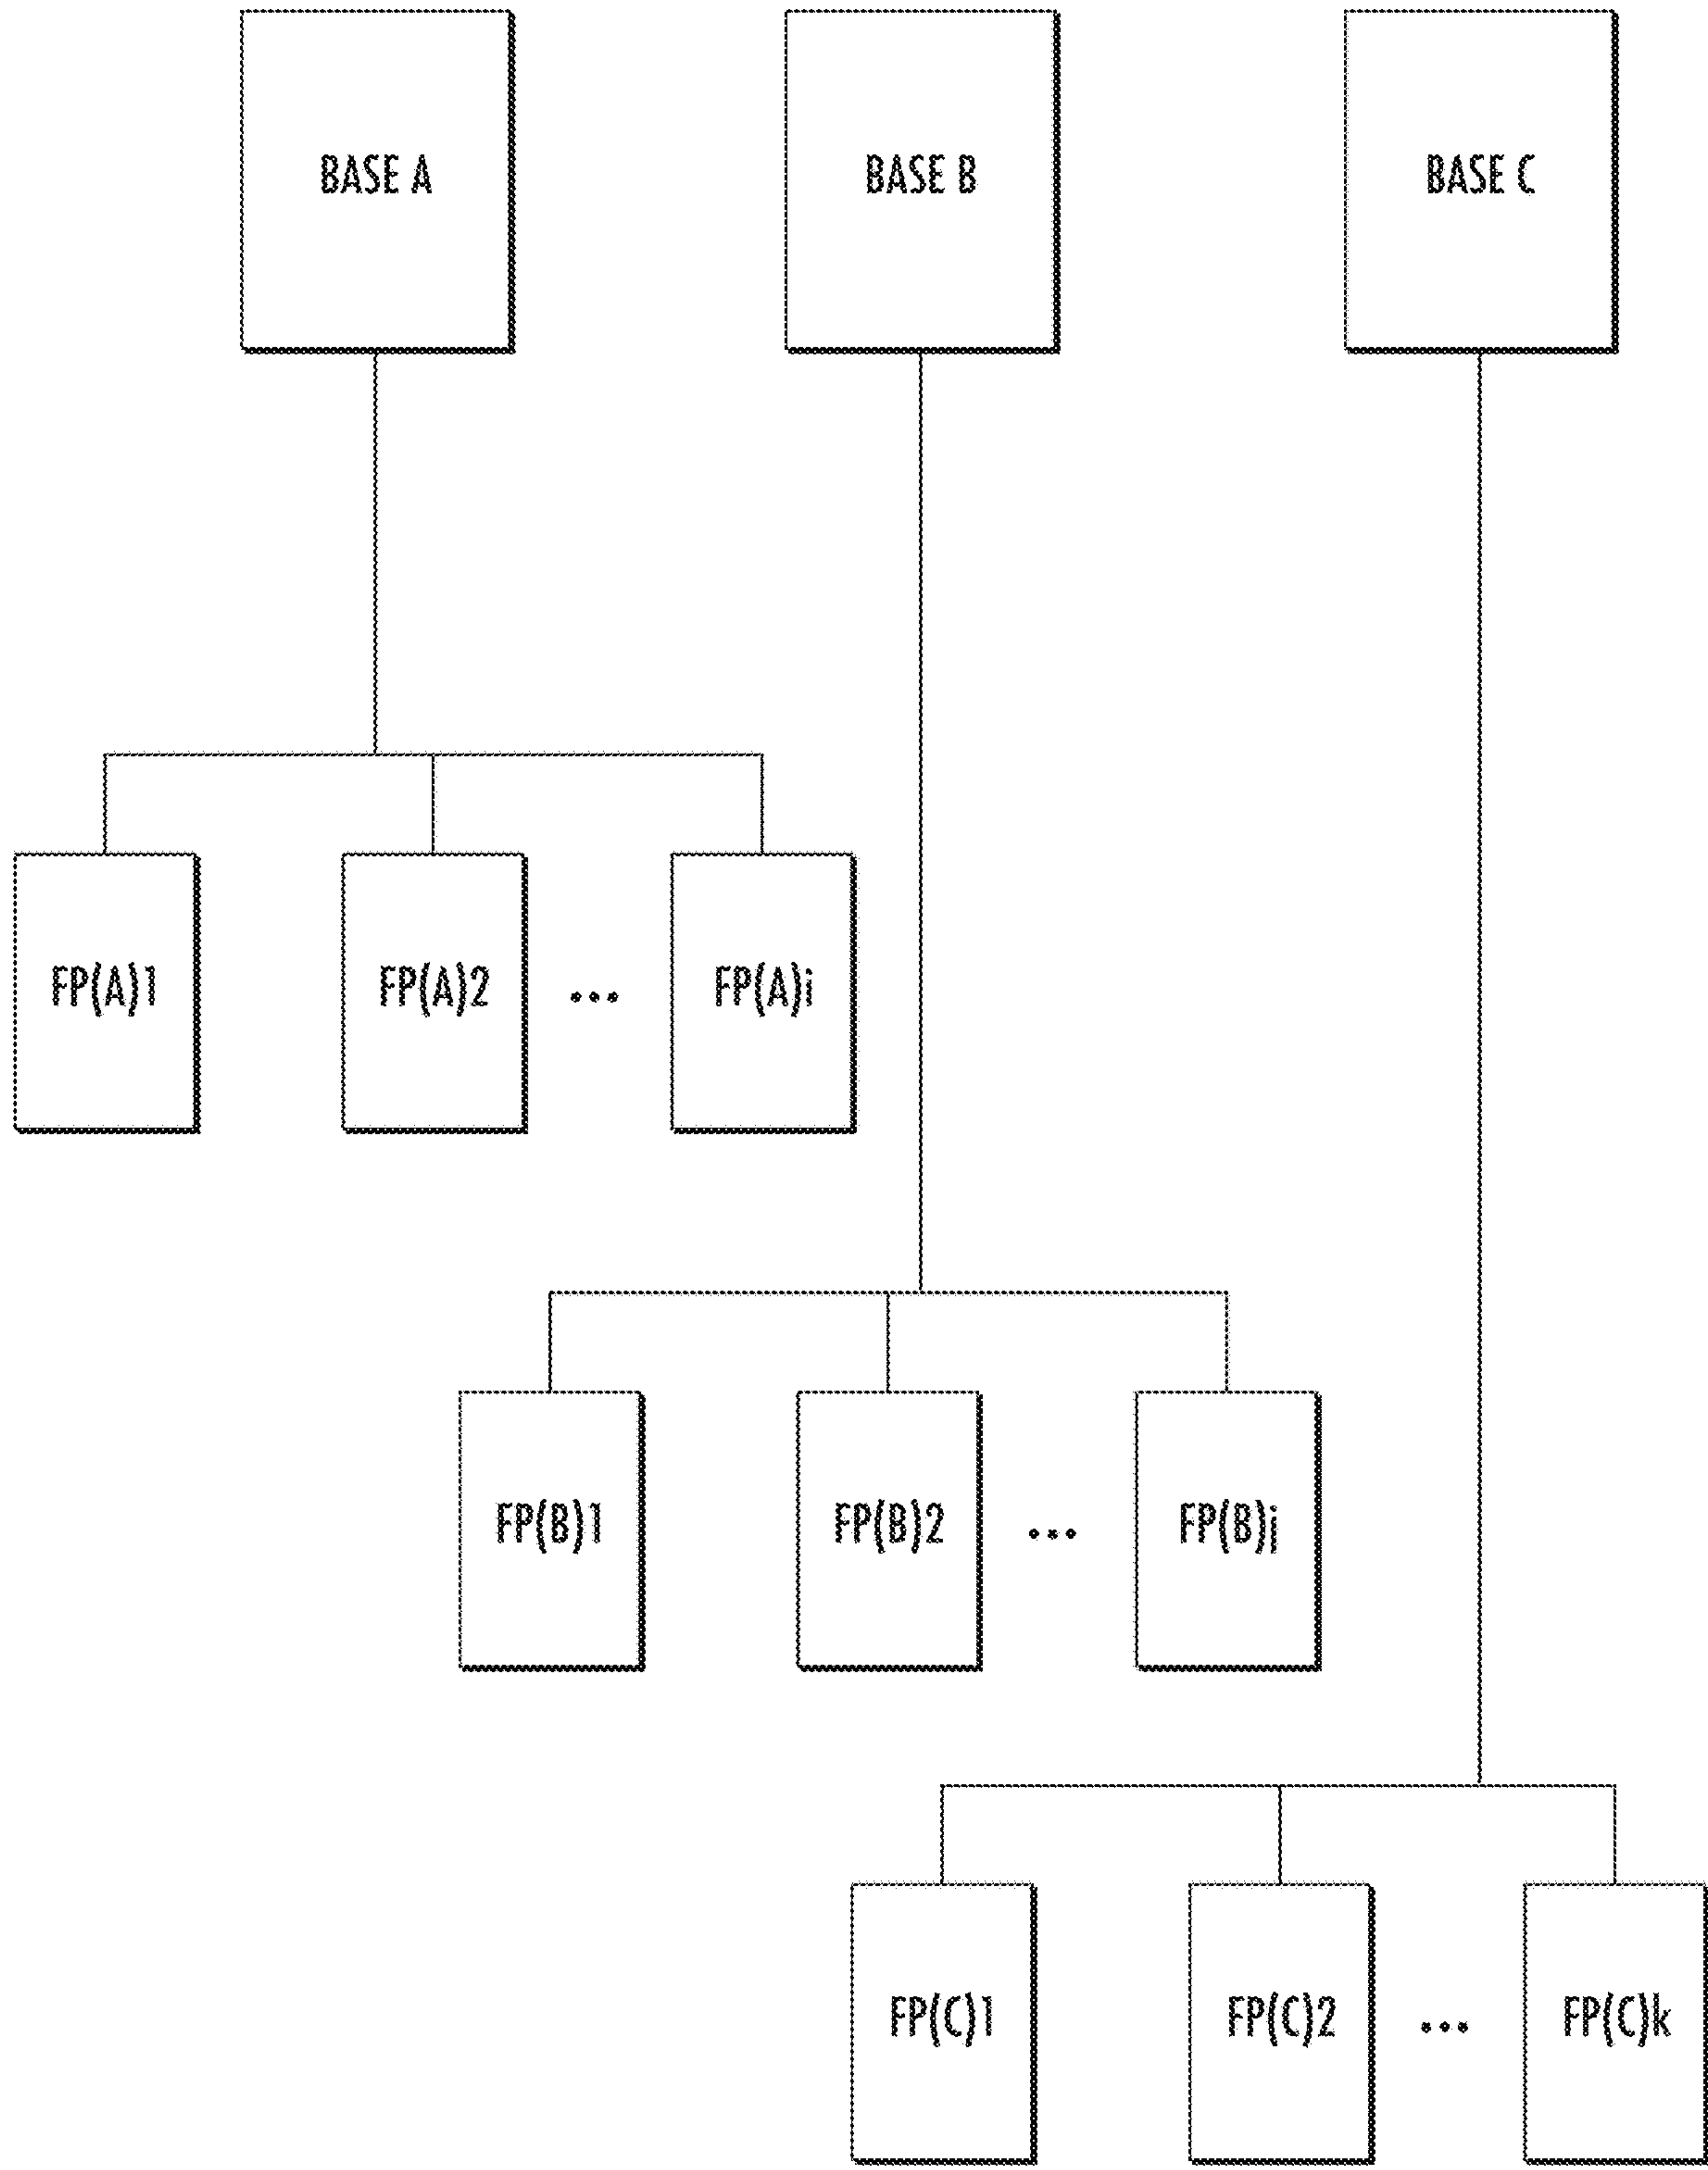 BASE A
BASE B
BASE C
FP(A)1
FP(A)2
...
FP(A)i
FP(B)1
FP(B)2
...
FP(B)j
FP(C)1
FP(C)2
...
FP(C)k